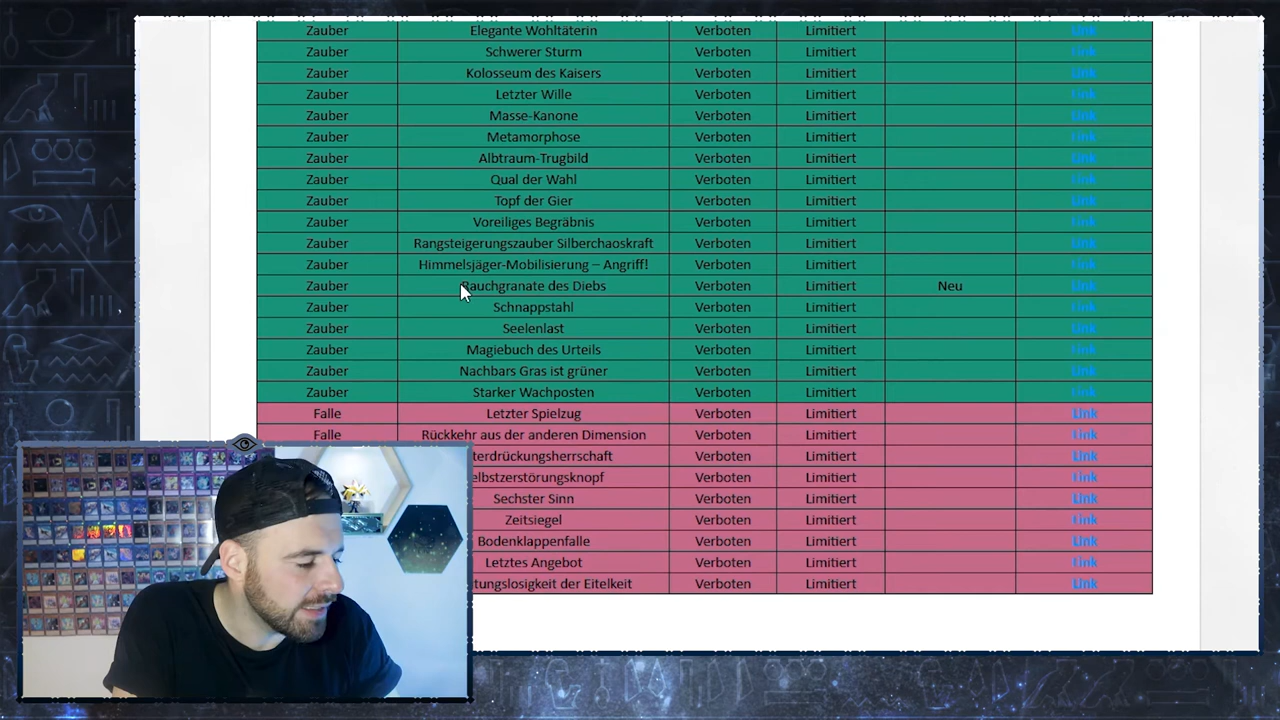 Zauber Elegante Wohltäterin Verboten Limitiert Link
Zauber Schwerer Sturm Verboten Limitiert Link
Zauber Kolosseum des Kaisers Verboten Limitiert Link
Zauber Letzter Wille Verboten Limitiert Link
Zauber Masse-Kanone Verboten Limitiert Link
Zauber Metamorphose Verboten Limitiert Link
Zauber Albtraum-Trugbild Verboten Limitiert Link
Zauber Qual der Wahl Verboten Limitiert Link
Zauber Topf der Gier Verboten Limitiert Link
Zauber Voreiliges Begräbnis Verboten Limitiert Link
Zauber Rangsteigerungszauber Silberchaoskraft Verboten Limitiert Link
Zauber Himmelsjäger-Mobilisierung – Angriff! Verboten Limitiert Link
Zauber Rauchgranate des Diebs Verboten Limitiert Neu Link
Zauber Schnappstahl Verboten Limitiert Link
Zauber Seelenlast Verboten Limitiert Link
Zauber Magiebuch des Urteils Verboten Limitiert Link
Zauber Nachbars Gras ist grüner Verboten Limitiert Link
Zauber Starker Wachposten Verboten Limitiert Link
Falle Letzter Spielzug Verboten Limitiert Link
Falle Rückkehr aus der anderen Dimension Verboten Limitiert Link
terdrückungsherrschaft Verboten Limitiert Link
elbstzerstörungsknopf Verboten Limitiert Link
Sechster Sinn Verboten Limitiert Link
Zeitsiegel Verboten Limitiert Link
Bodenklappenfalle Verboten Limitiert Link
Letztes Angebot Verboten Limitiert Link
tungslosigkeit der Eitelkeit Verboten Limitiert Link